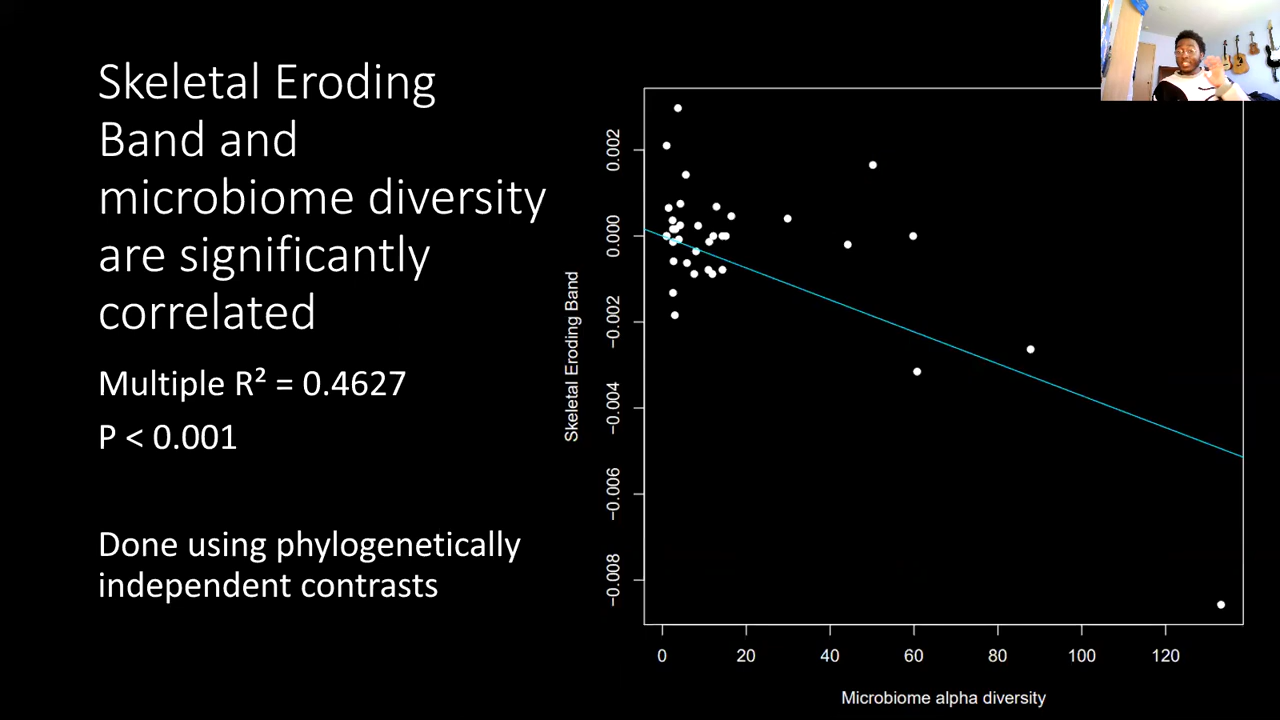 Skeletal Eroding
Band and
microbiome diversity
are significantly
correlated
Multiple R² = 0.4627
P < 0.001
Done using phylogenetically
independent contrasts
Skeletal Eroding Band
0.002
0.000
−0.002
−0.004
−0.006
−0.008
0 20 40 60 80 100 120
Microbiome alpha diversity